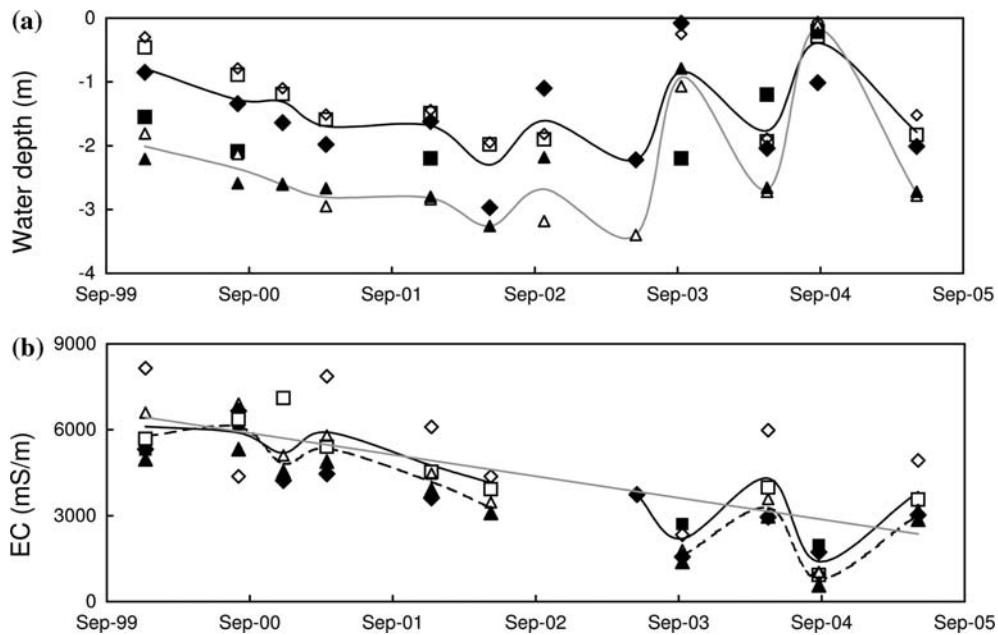 (a)
Water depth (m)
0
-1
-2
-3
-4
Sep-99 Sep-00 Sep-01 Sep-02 Sep-03 Sep-04 Sep-05
(b)
EC (mS/m)
9000
6000
3000
0
Sep-99 Sep-00 Sep-01 Sep-02 Sep-03 Sep-04 Sep-05